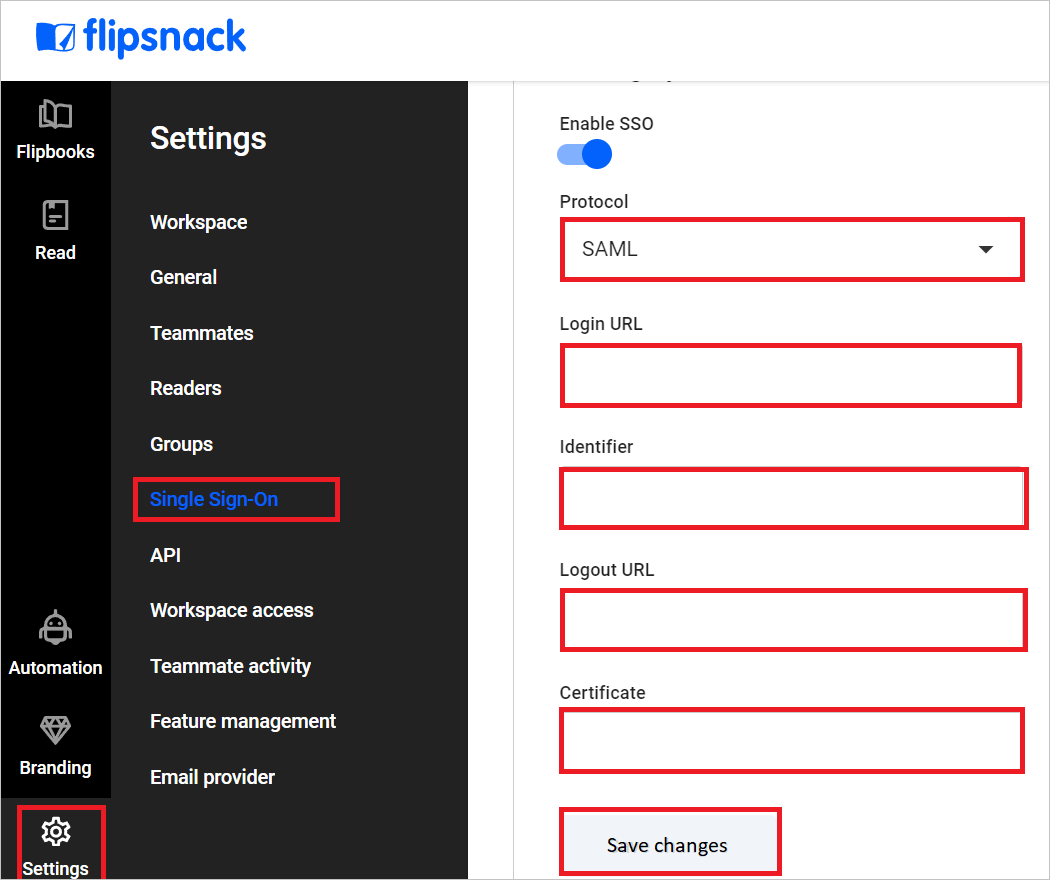 flipsnack
Flipbooks
Read
Automation
Branding
Settings
Settings
Workspace
General
Teammates
Readers
Groups
Single Sign-On
API
Workspace access
Teammate activity
Feature management
Email provider
Enable SSO
Protocol
SAML
Login URL
Identifier
Logout URL
Certificate
Save changes